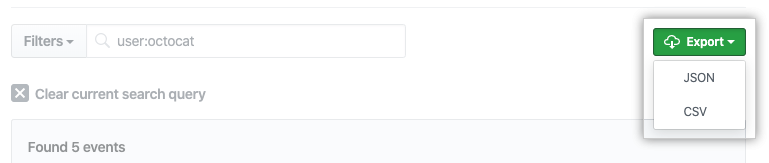 Filters
user:octocat
Export
JSON
CSV
Clear current search query
Found 5 events